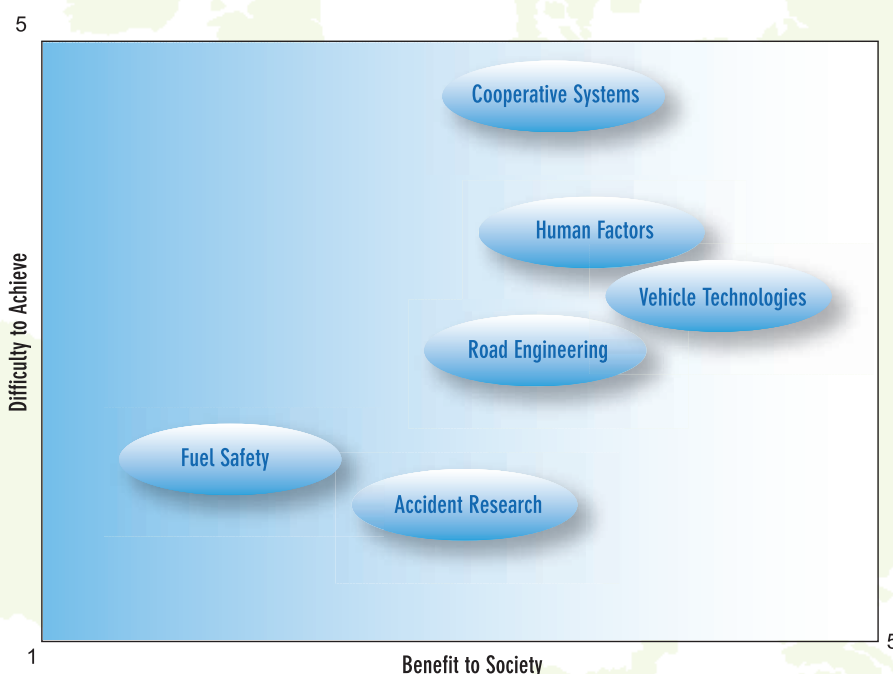 5
Cooperative Systems
Human Factors
Vehicle Technologies
Difficulty to Achieve
Road Engineering
Fuel Safety
Accident Research
1
5
Benefit to Society